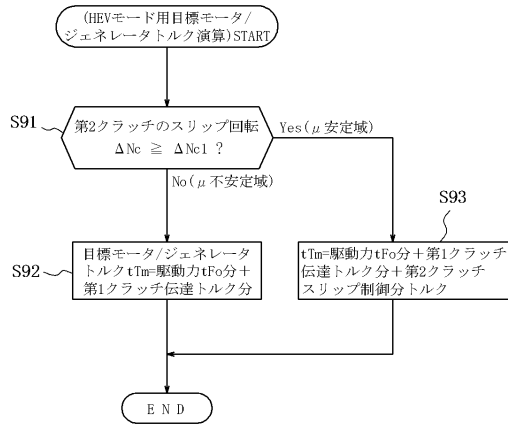 (HEVモード用目標モータ/
ジェネレータトルク演算)START
S91
第2クラッチのスリップ回転
ΔNc ≧ ΔNc1 ?
Yes(μ安定域)
No(μ不安定域)
S93
S92
目標モータ/ジェネレータ
トルクtTm=駆動力tFo分+
第1クラッチ伝達トルク分
tTm=駆動力tFo分+第1クラッチ
伝達トルク分+第2クラッチ
スリップ制御分トルク
END